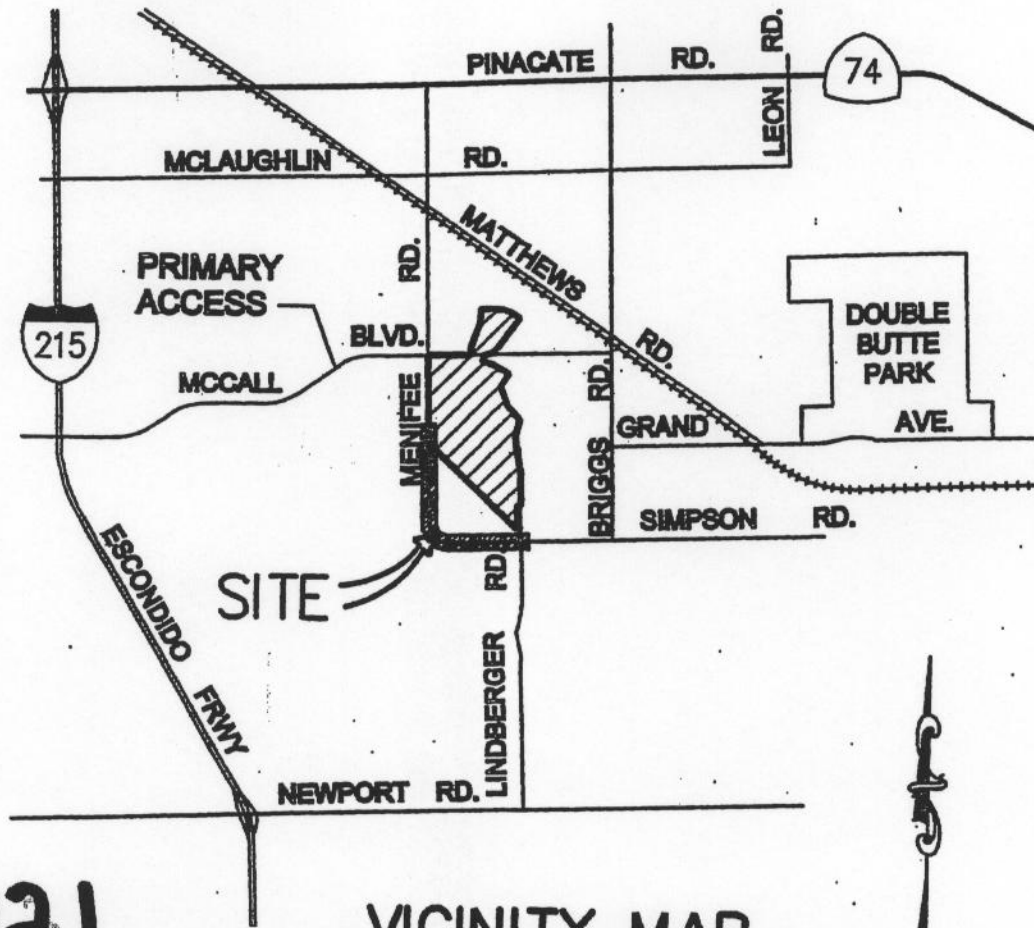 PINACATE RD.
LEON RD.
74
MCLAUGHLIN RD.
MATTHEWS RD.
PRIMARY
ACCESS
MENIFEE RD.
215
BLVD.
MCCALL
DOUBLE
BUTTE
PARK
BRIGGS RD.
GRAND AVE.
SIMPSON RD.
SITE
ESCONDIDO FRWY
LINDBERGER RD.
NEWPORT RD.
VICINITY MAP